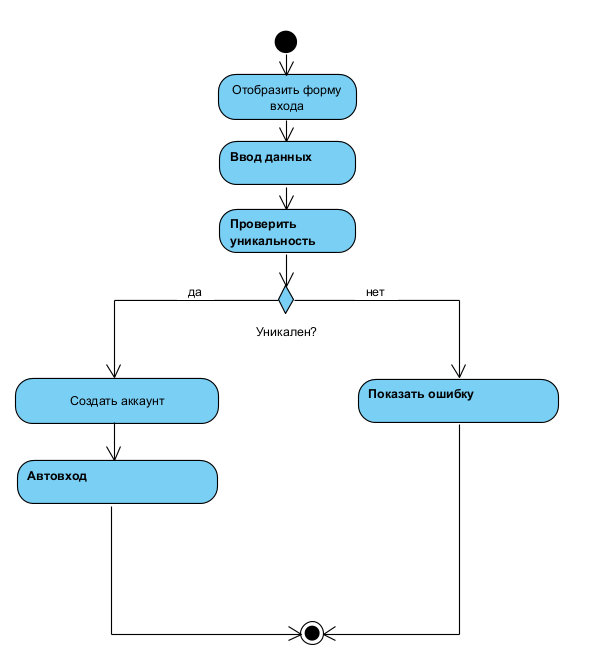 Отобразить форму
входа
Ввод данных
Проверить
уникальность
да
нет
Уникален?
Создать аккаунт
Показать ошибку
Автовход